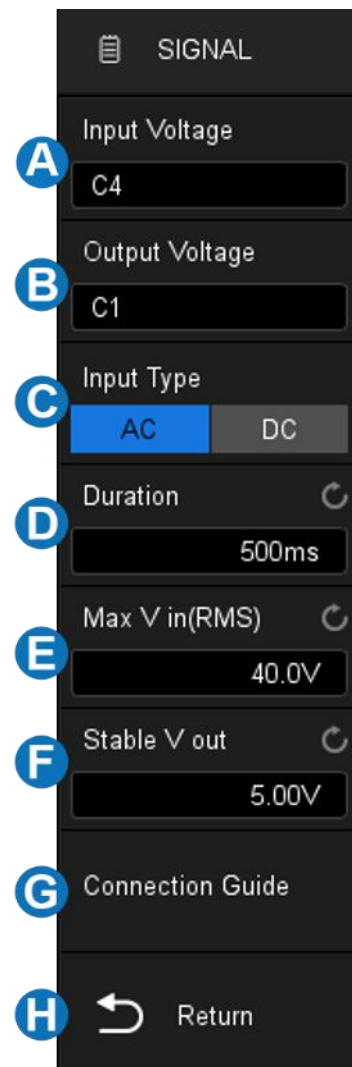 SIGNAL
A
Input Voltage
C4
B
Output Voltage
C1
C
Input Type
AC DC
D
Duration
500ms
E
Max V in(RMS)
40.0V
F
Stable V out
5.00V
G
Connection Guide
H
Return